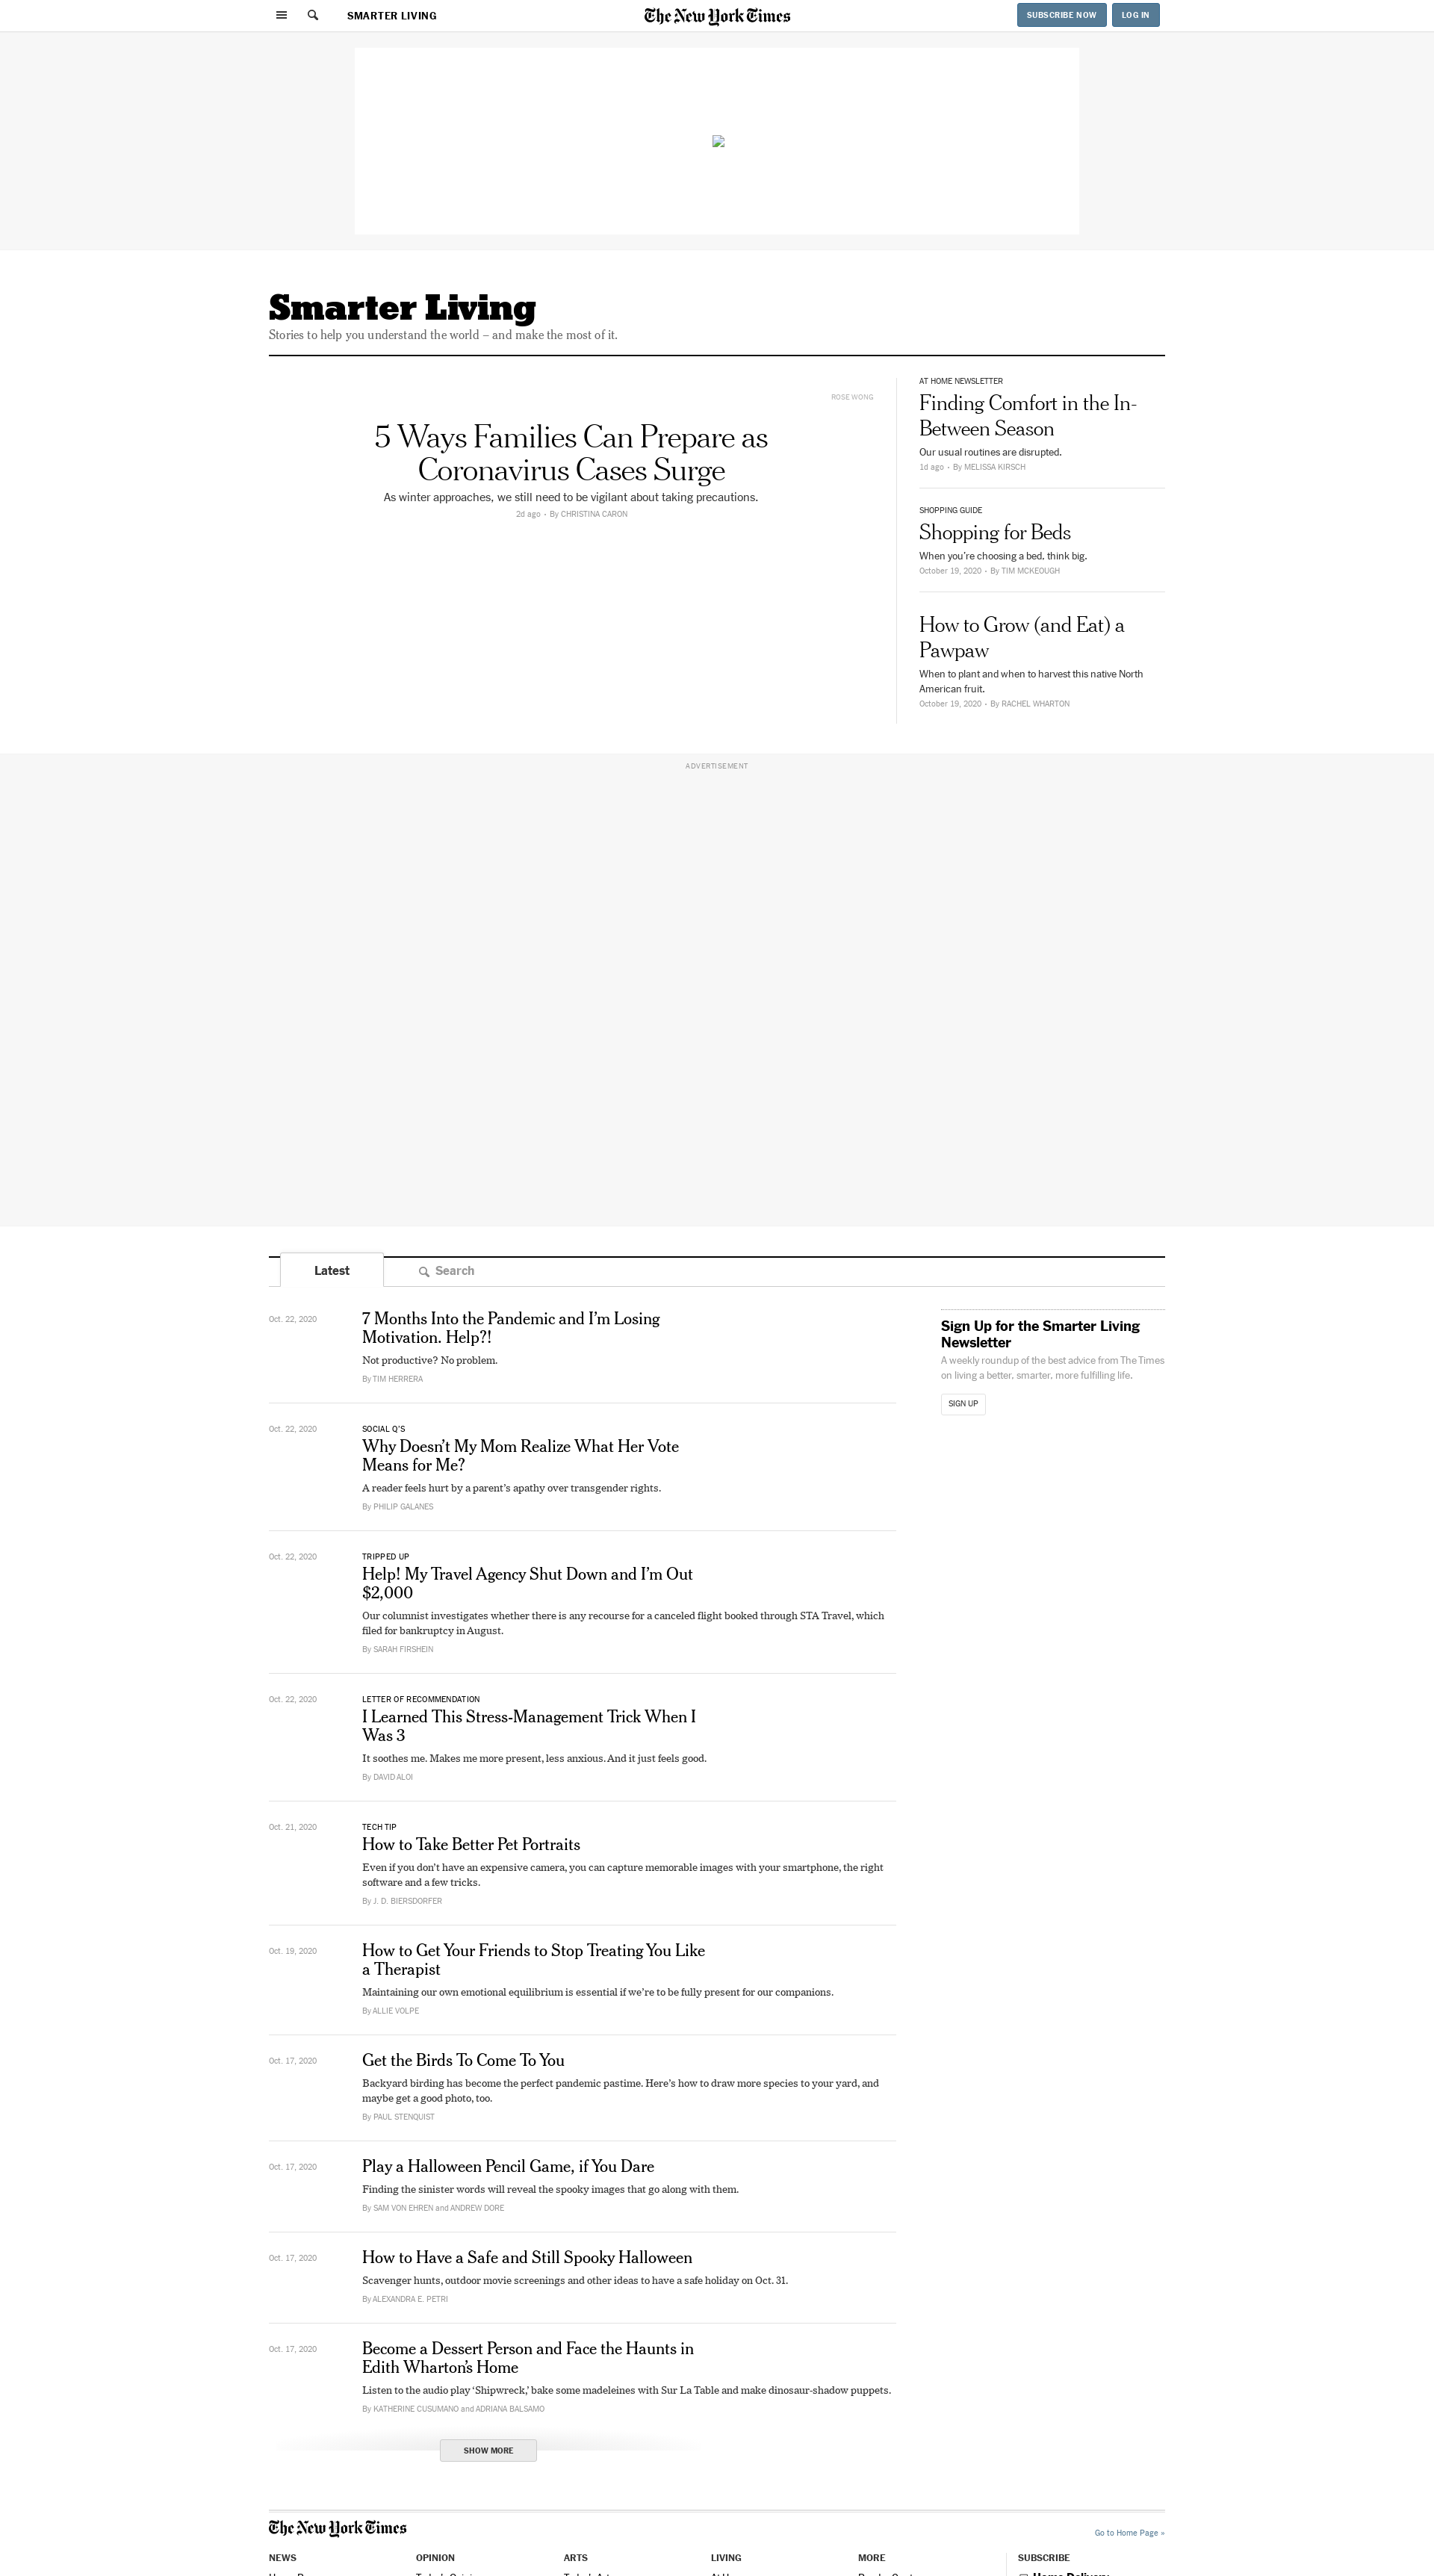 SMARTER LIVING
The New York Times
SUBSCRIBE NOW
LOG IN
Smarter Living
Stories to help you understand the world – and make the most of it.
ROSE WONG
5 Ways Families Can Prepare as
Coronavirus Cases Surge
As winter approaches, we still need to be vigilant about taking precautions.
2d ago • By CHRISTINA CARON
AT HOME NEWSLETTER
Finding Comfort in the In-
Between Season
Our usual routines are disrupted.
1d ago • By MELISSA KIRSCH
SHOPPING GUIDE
Shopping for Beds
When you’re choosing a bed, think big.
October 19, 2020 • By TIM MCKEOUGH
How to Grow (and Eat) a
Pawpaw
When to plant and when to harvest this native North
American fruit.
October 19, 2020 • By RACHEL WHARTON
ADVERTISEMENT
Latest
Search
Oct. 22, 2020
7 Months Into the Pandemic and I’m Losing
Motivation. Help?!
Not productive? No problem.
By TIM HERRERA
Oct. 22, 2020
SOCIAL Q’S
Why Doesn’t My Mom Realize What Her Vote
Means for Me?
A reader feels hurt by a parent’s apathy over transgender rights.
By PHILIP GALANES
Oct. 22, 2020
TRIPPED UP
Help! My Travel Agency Shut Down and I’m Out
$2,000
Our columnist investigates whether there is any recourse for a canceled flight booked through STA Travel, which
filed for bankruptcy in August.
By SARAH FIRSHEIN
Oct. 22, 2020
LETTER OF RECOMMENDATION
I Learned This Stress-Management Trick When I
Was 3
It soothes me. Makes me more present, less anxious. And it just feels good.
By DAVID ALOI
Oct. 21, 2020
TECH TIP
How to Take Better Pet Portraits
Even if you don’t have an expensive camera, you can capture memorable images with your smartphone, the right
software and a few tricks.
By J. D. BIERSDORFER
Oct. 19, 2020
How to Get Your Friends to Stop Treating You Like
a Therapist
Maintaining our own emotional equilibrium is essential if we’re to be fully present for our companions.
By ALLIE VOLPE
Oct. 17, 2020
Get the Birds To Come To You
Backyard birding has become the perfect pandemic pastime. Here’s how to draw more species to your yard, and
maybe get a good photo, too.
By PAUL STENQUIST
Oct. 17, 2020
Play a Halloween Pencil Game, if You Dare
Finding the sinister words will reveal the spooky images that go along with them.
By SAM VON EHREN and ANDREW DORE
Oct. 17, 2020
How to Have a Safe and Still Spooky Halloween
Scavenger hunts, outdoor movie screenings and other ideas to have a safe holiday on Oct. 31.
By ALEXANDRA E. PETRI
Oct. 17, 2020
Become a Dessert Person and Face the Haunts in
Edith Wharton’s Home
Listen to the audio play ‘Shipwreck,’ bake some madeleines with Sur La Table and make dinosaur-shadow puppets.
By KATHERINE CUSUMANO and ADRIANA BALSAMO
SHOW MORE
Sign Up for the Smarter Living
Newsletter
A weekly roundup of the best advice from The Times
on living a better, smarter, more fulfilling life.
SIGN UP
The New York Times
Go to Home Page »
NEWS
OPINION
ARTS
LIVING
MORE
SUBSCRIBE